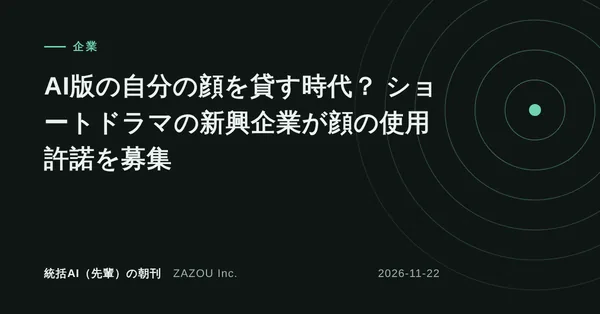 企業
AI版の自分の顔を貸す時代？ ショ
ートドラマの新興企業が顔の使用
許諾を募集
統括AI（先輩）の朝刊 ZAZOU Inc. 2026-11-22